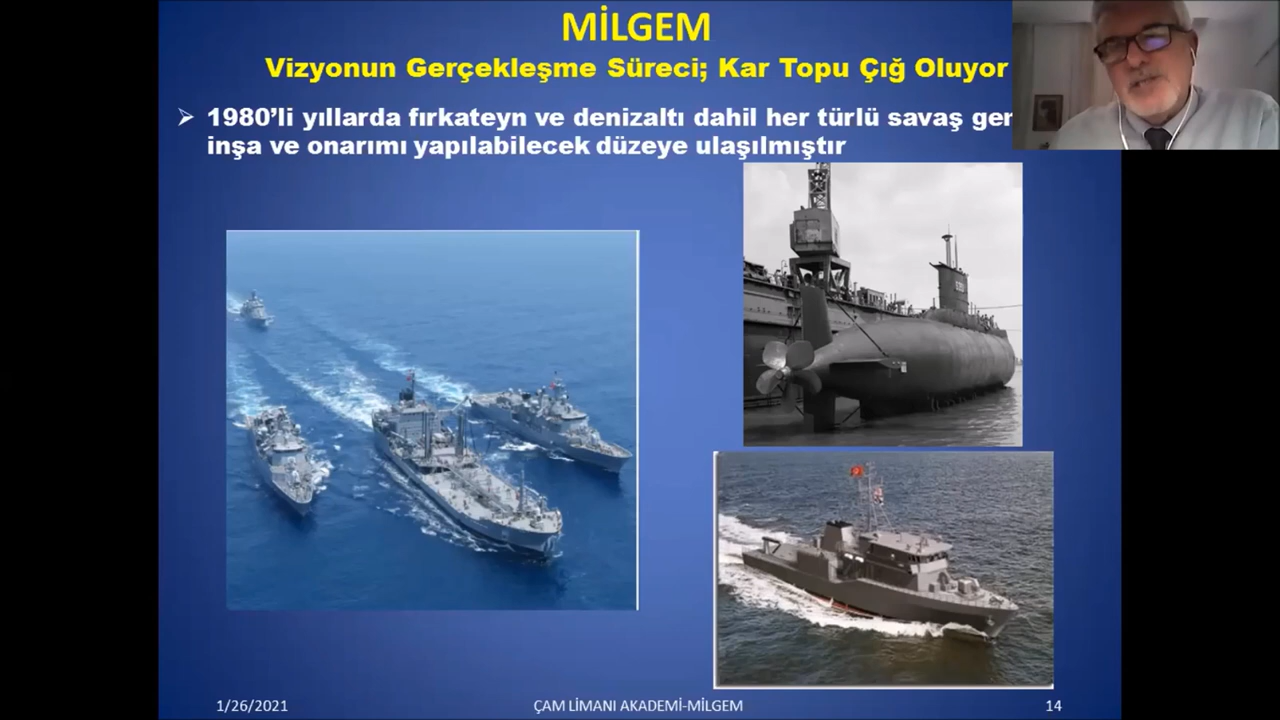 MİLGEM
Vizyonun Gerçekleşme Süreci; Kar Topu Çığ Oluyor
➢ 1980’li yıllarda fırkateyn ve denizaltı dahil her türlü savaş
inşa ve onarımı yapılabilecek düzeye ulaşılmıştır
1/26/2021
ÇAM LİMANI AKADEMİ-MİLGEM
14